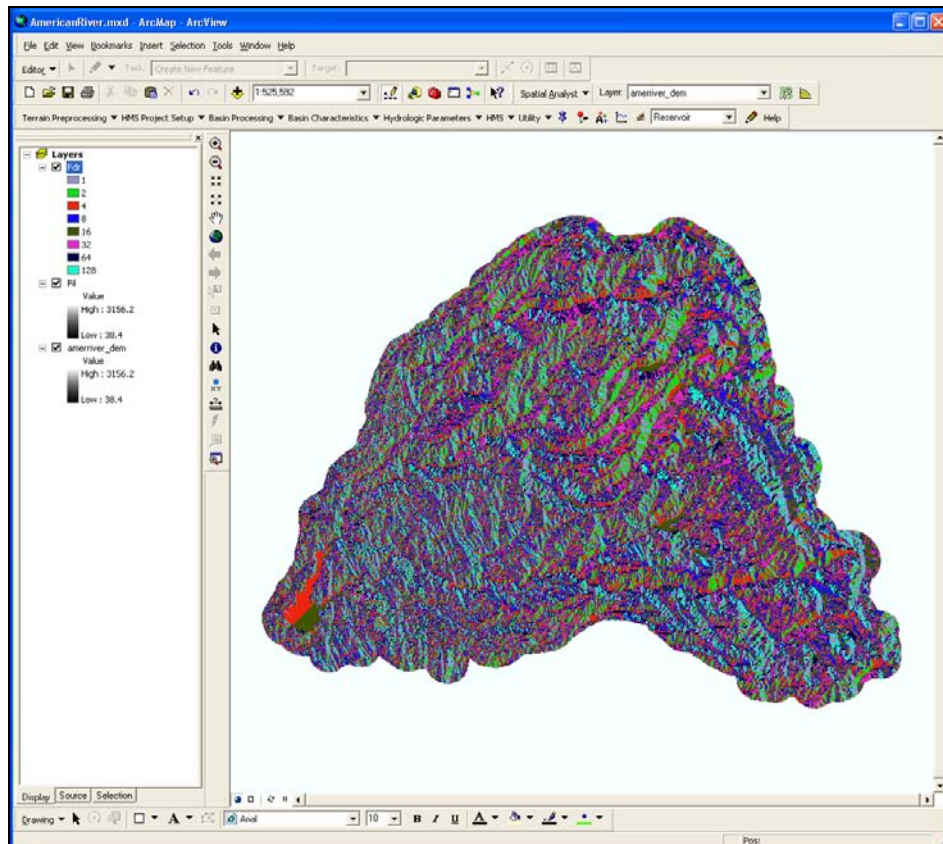 AmericanRiver.mxd - ArcMap - ArcView
File Edit View Bookmarks Insert Selection Tools Window Help
Editor Task: Create New Feature Target:
1:525,592 Spatial Analyst Layer: amerriver_dem
Terrain Preprocessing HMS Project Setup Basin Processing Basin Characteristics Hydrologic Parameters HMS Utility Reservoir Help
Layers
Fdr
1
2
4
8
16
32
64
128
Fil
Value
High : 3156.2
Low : 38.4
amerriver_dem
Value
High : 3156.2
Low : 38.4
XY
Display Source Selection
Drawing A Arial 10 B I U A
Pos: